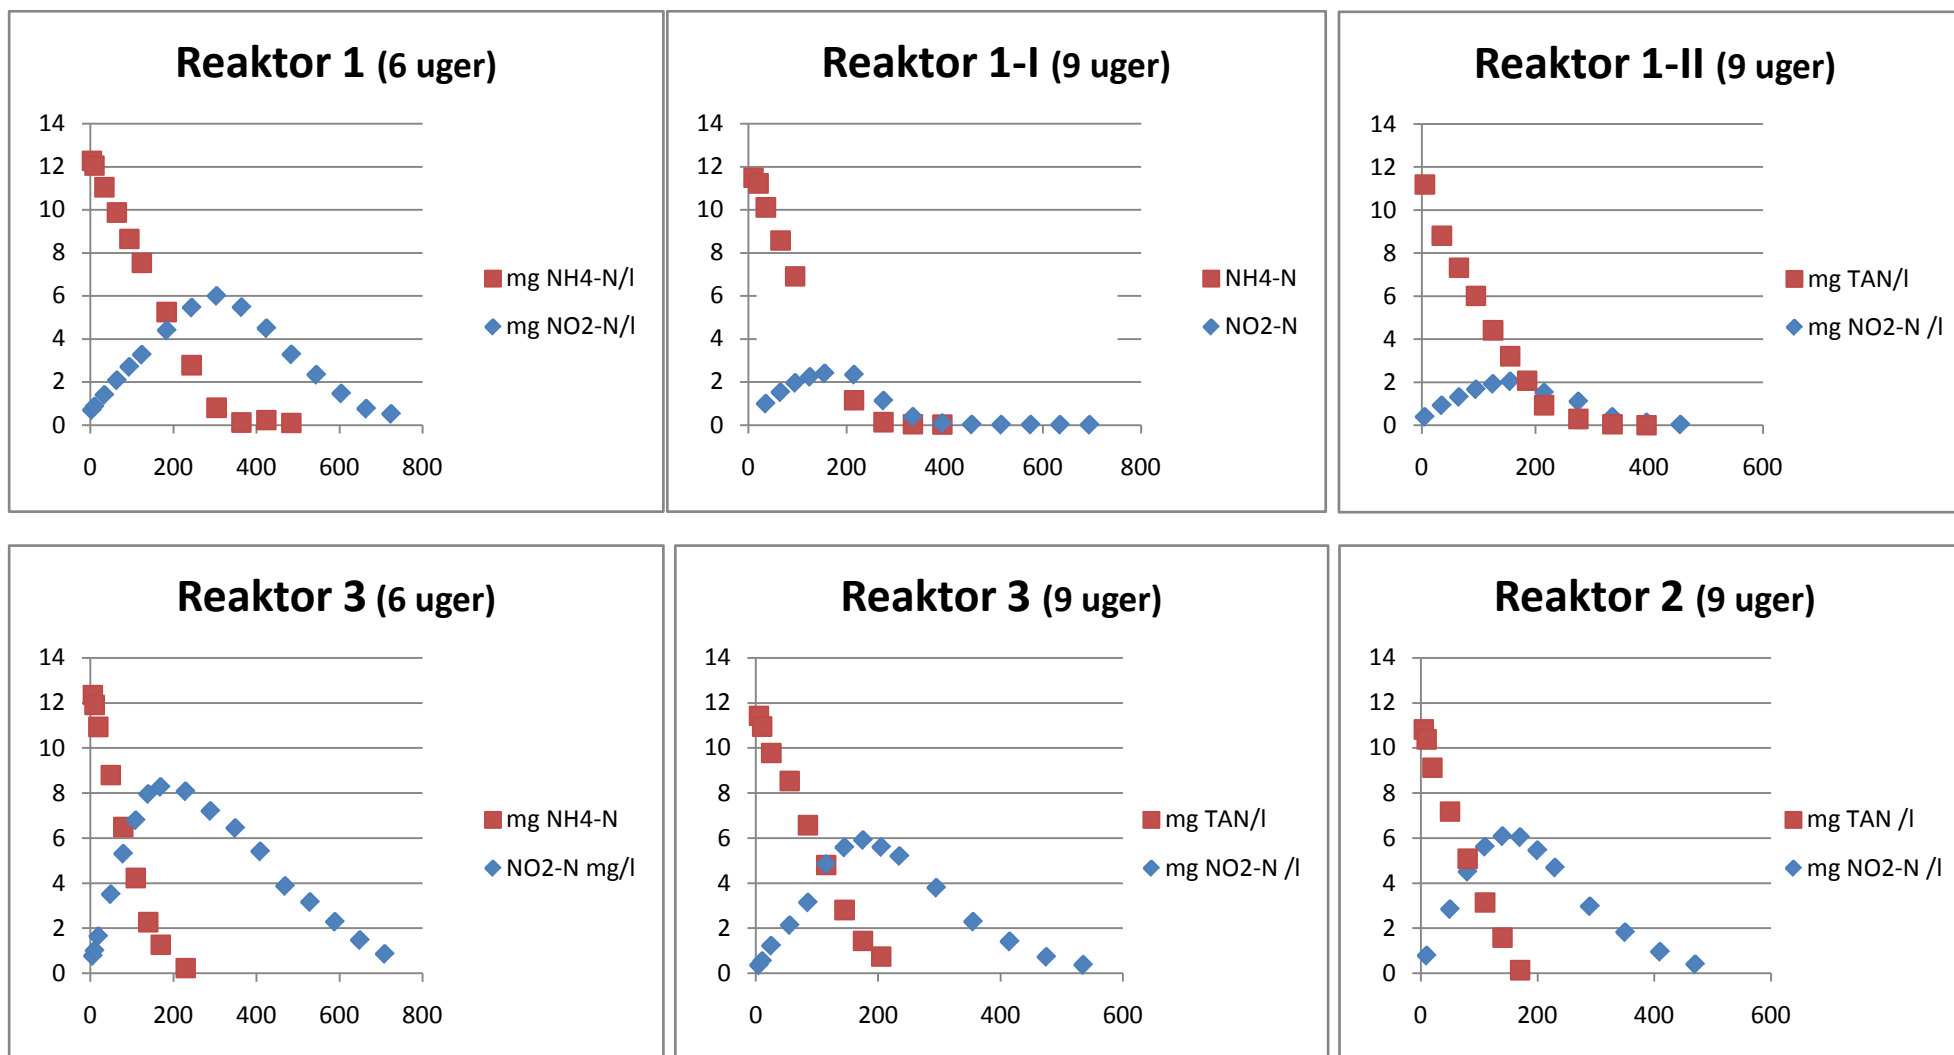 Reaktor 1 (6 uger)
14
12
10
8
6
4
2
0
0 200 400 600 800
mg NH4-N/l
mg NO2-N/l
Reaktor 1-I (9 uger)
14
12
10
8
6
4
2
0
0 200 400 600 800
NH4-N
NO2-N
Reaktor 1-II (9 uger)
14
12
10
8
6
4
2
0
0 200 400 600
mg TAN/l
mg NO2-N /l
Reaktor 3 (6 uger)
14
12
10
8
6
4
2
0
0 200 400 600 800
mg NH4-N
NO2-N mg/l
Reaktor 3 (9 uger)
14
12
10
8
6
4
2
0
0 200 400 600
mg TAN/l
mg NO2-N /l
Reaktor 2 (9 uger)
14
12
10
8
6
4
2
0
0 200 400 600
mg TAN /l
mg NO2-N /l